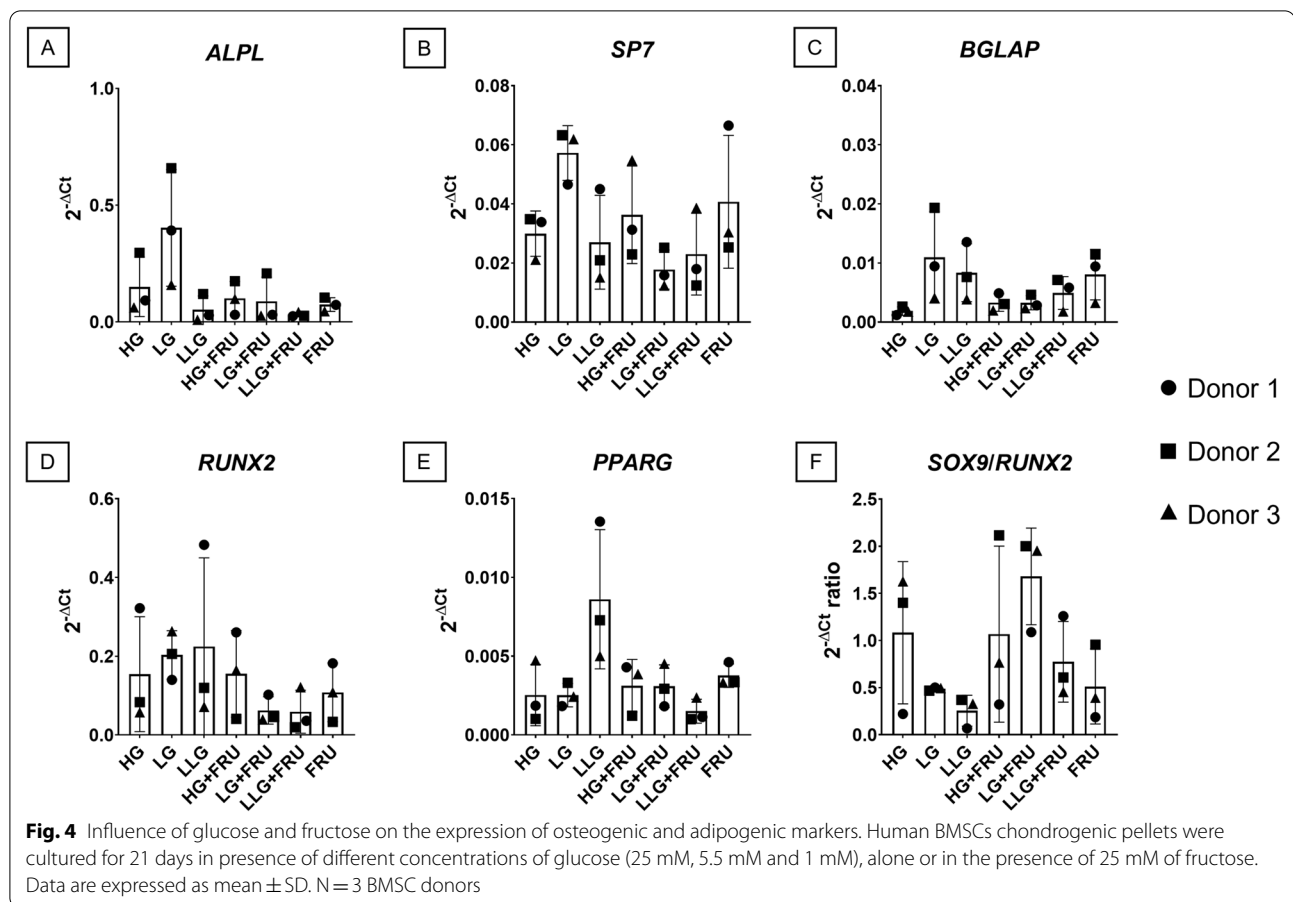 A
ALPL
2-ΔCt
1.0
0.5
0.0
HG
LG
LLG
HG+FRU
LG+FRU
LLG+FRU
FRU
B
SP7
2-ΔCt
0.08
0.06
0.04
0.02
0.00
HG
LG
LLG
HG+FRU
LG+FRU
LLG+FRU
FRU
C
BGLAP
2-ΔCt
0.04
0.03
0.02
0.01
0.00
HG
LG
LLG
HG+FRU
LG+FRU
LLG+FRU
FRU
Donor 1
Donor 2
Donor 3
D
RUNX2
2-ΔCt
0.6
0.4
0.2
0.0
HG
LG
LLG
HG+FRU
LG+FRU
LLG+FRU
FRU
E
PPARG
2-ΔCt
0.015
0.010
0.005
0.000
HG
LG
LLG
HG+FRU
LG+FRU
LLG+FRU
FRU
F
SOX9/RUNX2
2-ΔCt ratio
2.5
2.0
1.5
1.0
0.5
0.0
HG
LG
LLG
HG+FRU
LG+FRU
LLG+FRU
FRU
Fig. 4 Influence of glucose and fructose on the expression of osteogenic and adipogenic markers. Human BMSCs chondrogenic pellets were
cultured for 21 days in presence of different concentrations of glucose (25 mM, 5.5 mM and 1 mM), alone or in the presence of 25 mM of fructose.
Data are expressed as mean ± SD. N = 3 BMSC donors